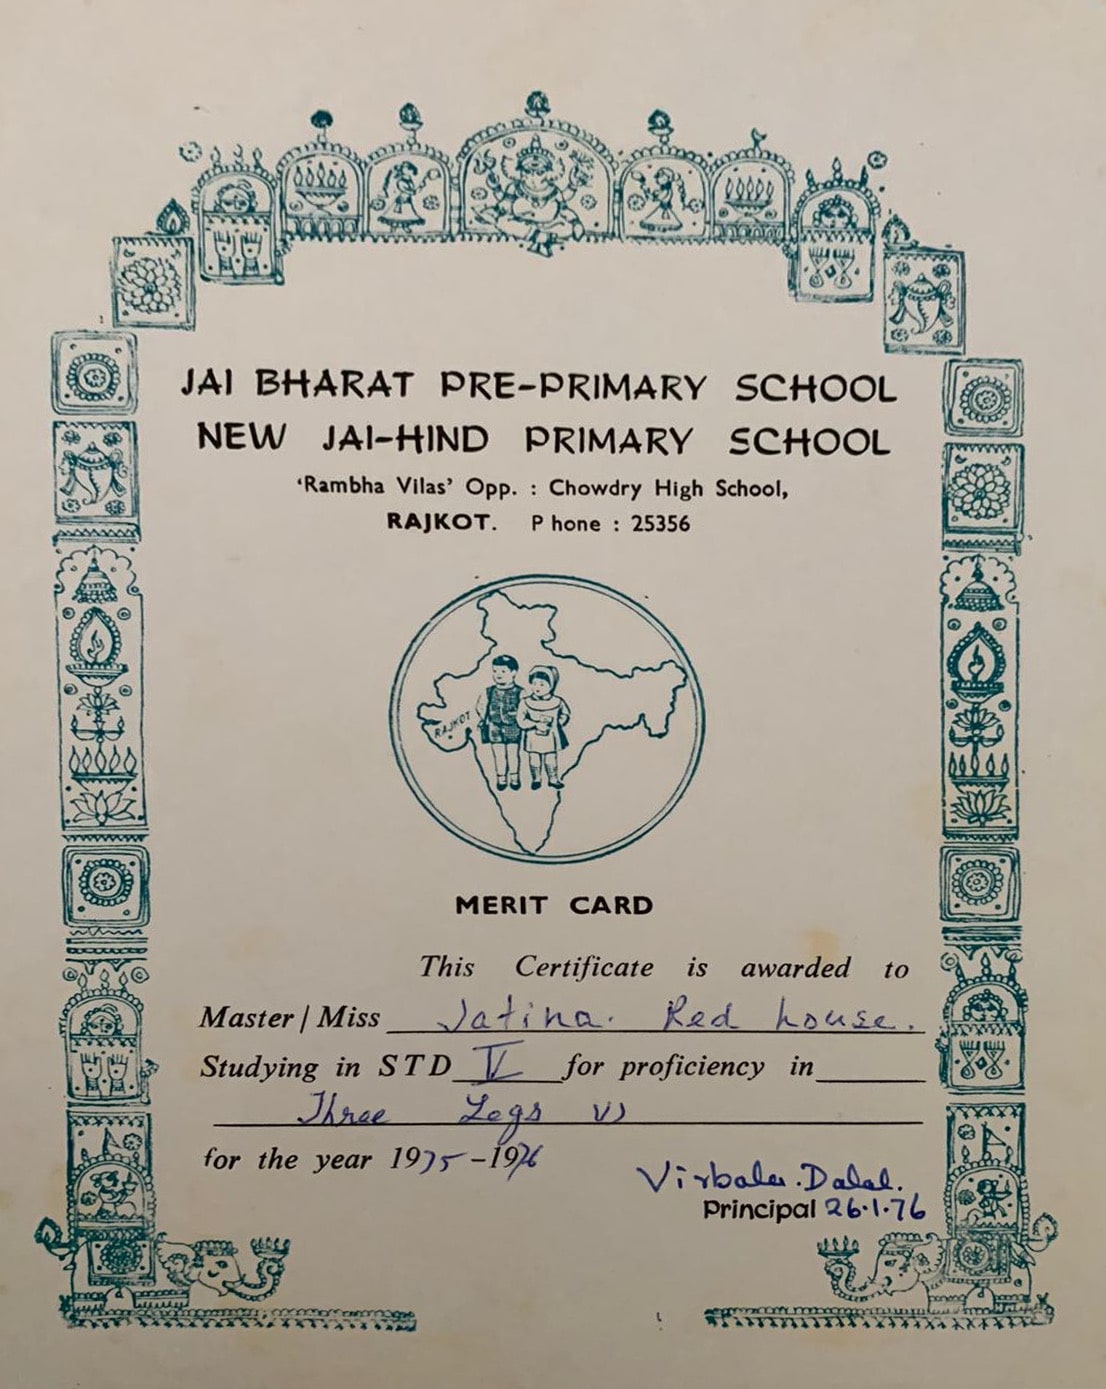 JAI BHARAT PRE-PRIMARY SCHOOL
NEW JAI-HIND PRIMARY SCHOOL
'Rambha Vilas' Opp. : Chowdry High School,
RAJKOT. Phone : 25356
RAJKOT
MERIT CARD
This Certificate is awarded to
Master/Miss Jatina. Red house.
Studying in STD V for proficiency in
Three Legs
for the year 1975-1976
Virbala Dalal.
Principal 26.1.76